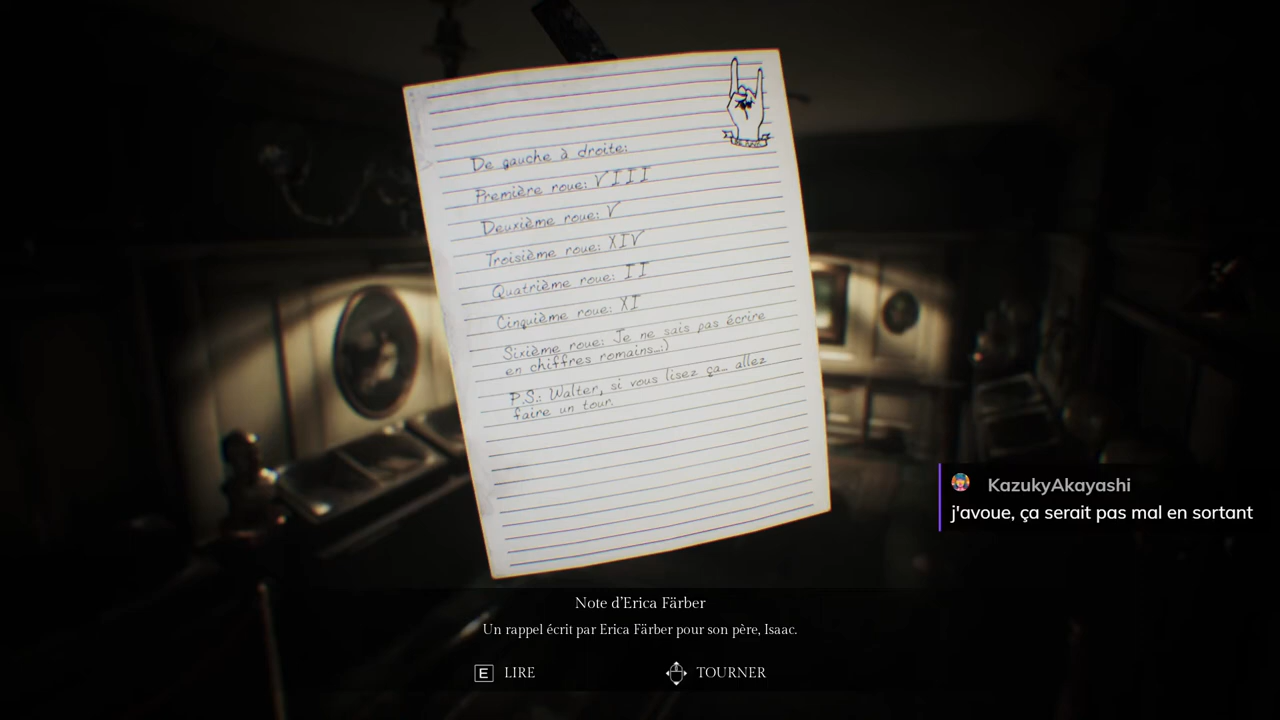 De gauche à droite:
Première roue: VIII
Deuxième roue: V
Troisième roue: XIV
Quatrième roue: II
Cinquième roue: XI
Sixième roue: Je ne sais pas écrire
en chiffres romains...:)
P.S.: Walter, si vous lisez ça... allez
faire un tour.
KazukyAkayashi
j'avoue, ça serait pas mal en sortant
Note d'Erica Färber
Un rappel écrit par Erica Färber pour son père, Isaac.
E LIRE
TOURNER